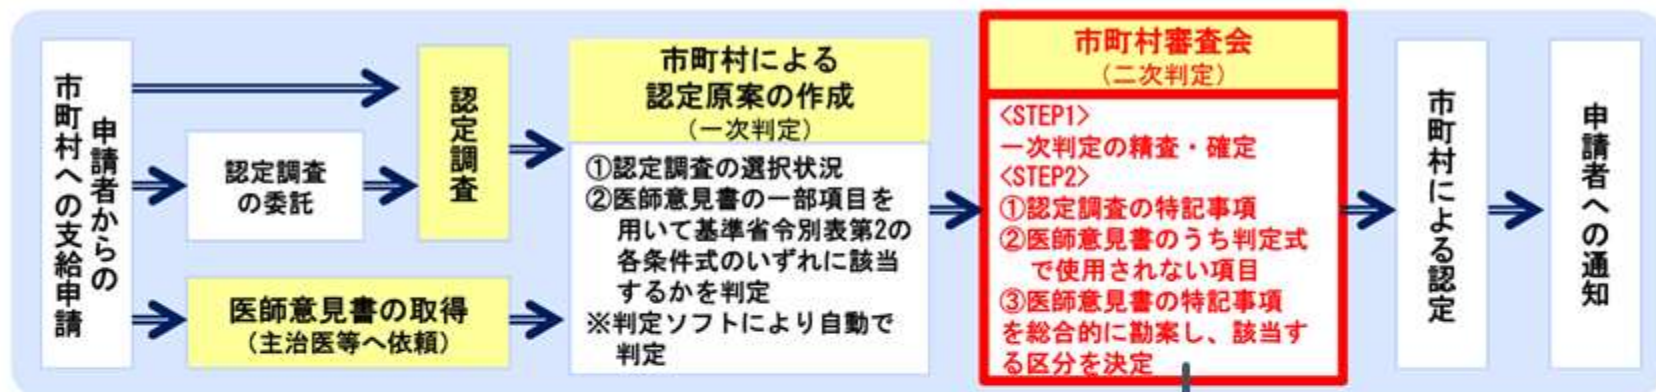 申請者からの
市町村への支給申請
認定調査
の委託
認定調査
医師意見書の取得
(主治医等へ依頼)
市町村による
認定原案の作成
(一次判定)
①認定調査の選択状況
②医師意見書の一部項目を
用いて基準省令別表第2の
各条件式のいずれに該当
するかを判定
※判定ソフトにより自動で
判定
市町村審査会
(二次判定)
<STEP1>
一次判定の精査・確定
<STEP2>
①認定調査の特記事項
②医師意見書のうち判定式
で使用されない項目
③医師意見書の特記事項
を総合的に勘案し、該当す
る区分を決定
市町村による認定
申請者への通知